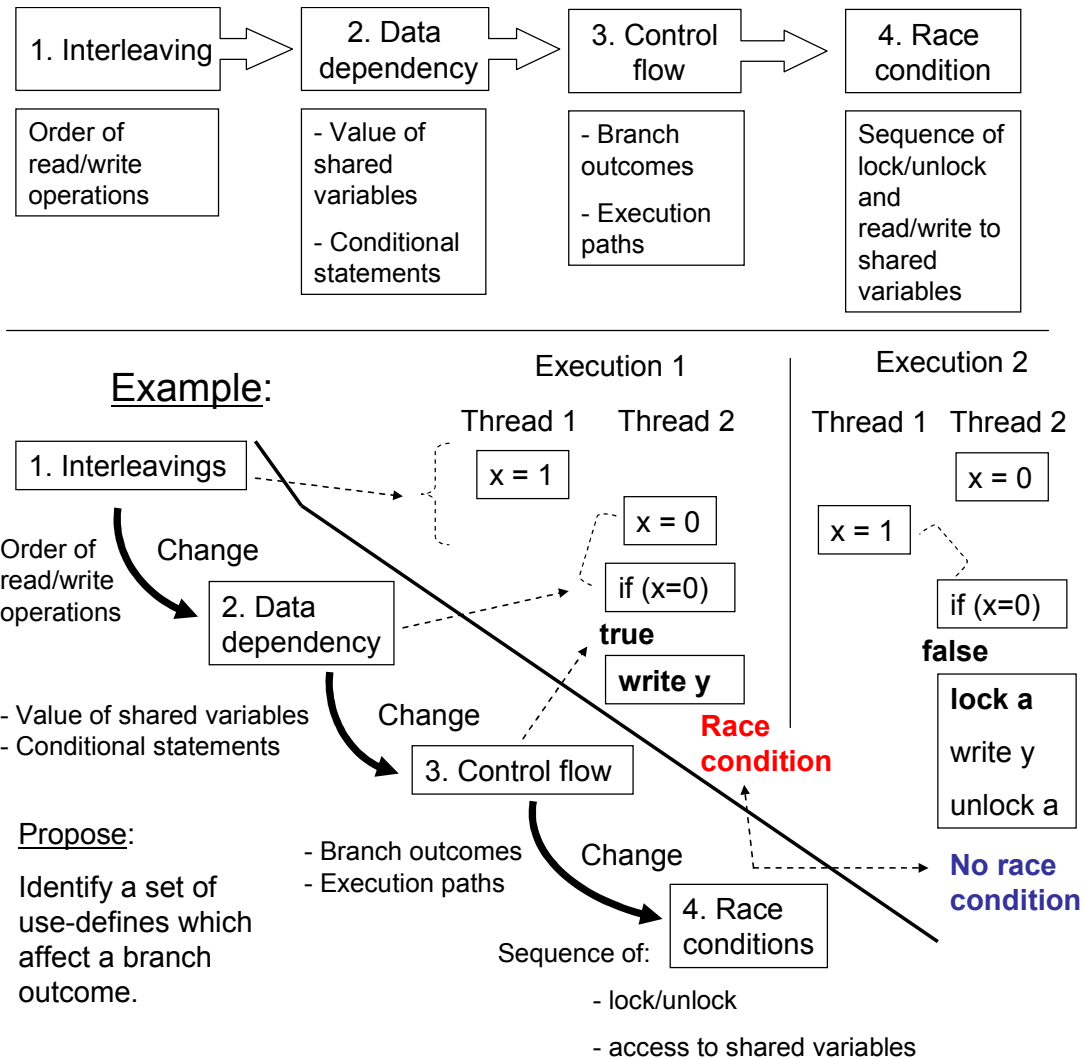 1. Interleaving
2. Data
dependency
3. Control
flow
4. Race
condition
Order of
read/write
operations
- Value of
shared
variables
- Conditional
statements
- Branch
outcomes
- Execution
paths
Sequence of
lock/unlock
and
read/write to
shared
variables
Example:
Execution 1
Execution 2
Thread 1
Thread 2
Thread 1
Thread 2
1. Interleavings
x = 1
x = 0
if (x=0)
true
write y
Race
condition
x = 0
x = 1
if (x=0)
false
lock a
write y
unlock a
No race
condition
Order of
read/write
operations
Change
2. Data
dependency
- Value of shared variables
- Conditional statements
Change
3. Control flow
- Branch outcomes
- Execution paths
Change
4. Race
conditions
Sequence of:
- lock/unlock
- access to shared variables
Propose:
Identify a set of
use-defines which
affect a branch
outcome.